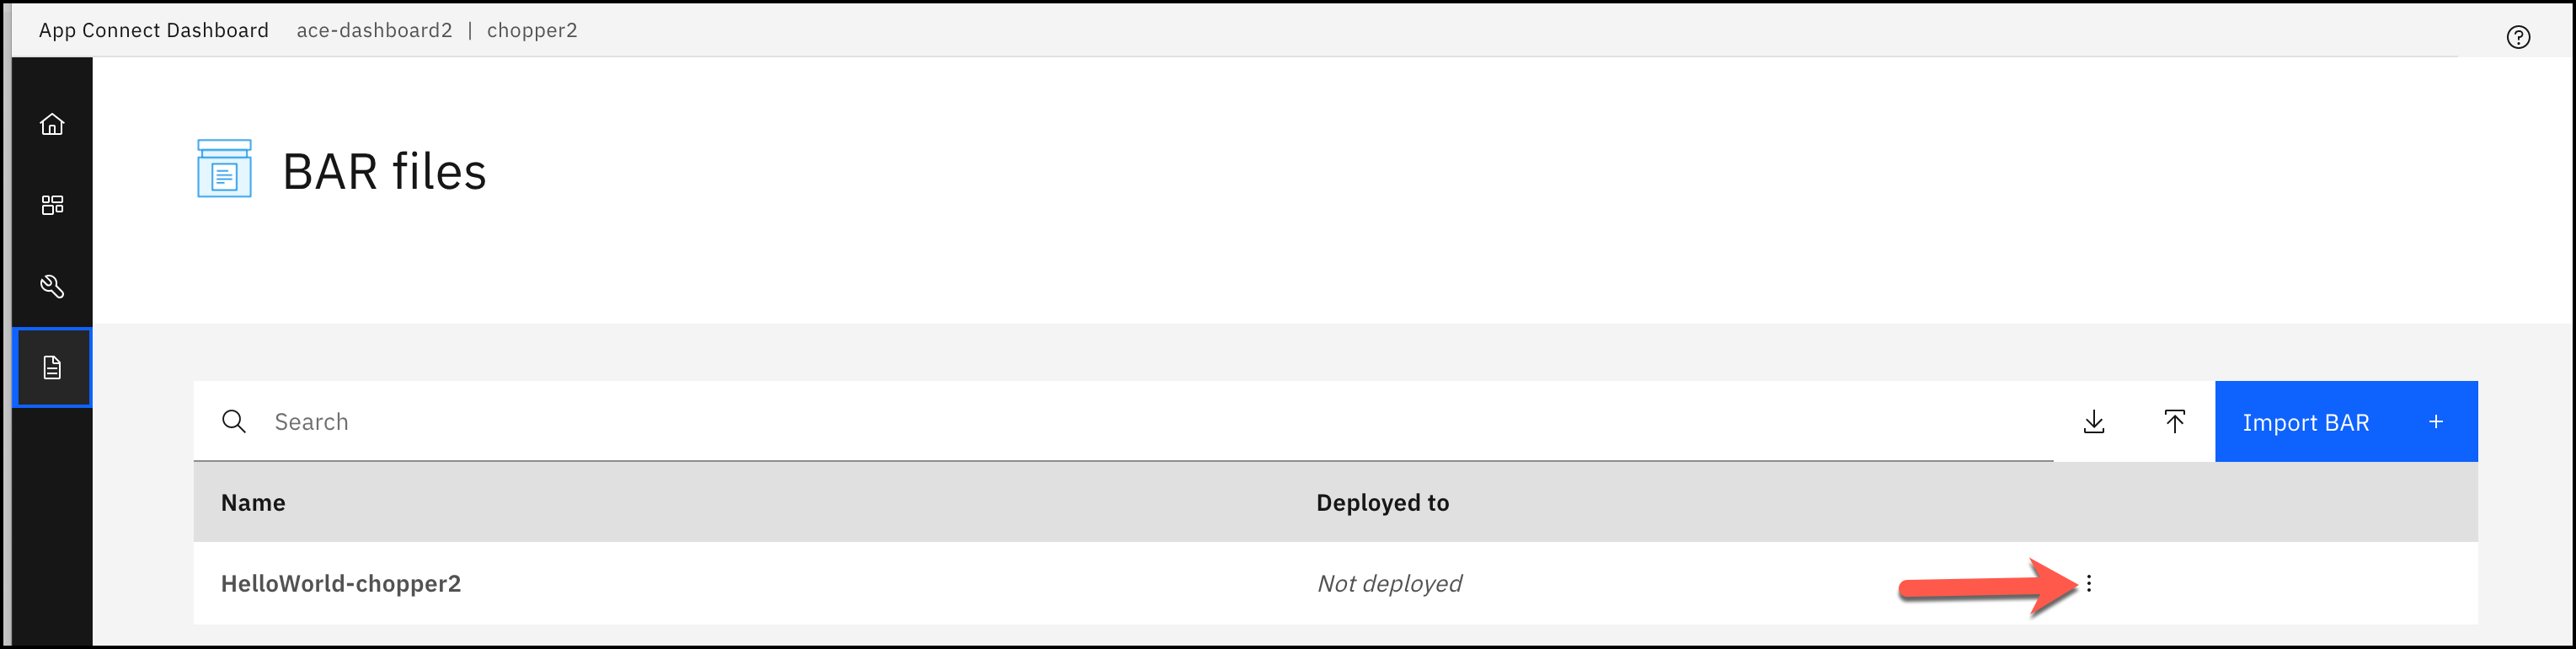 App Connect Dashboard ace-dashboard2 | chopper2
BAR files
Search
Import BAR +
Name Deployed to
HelloWorld-chopper2 Not deployed